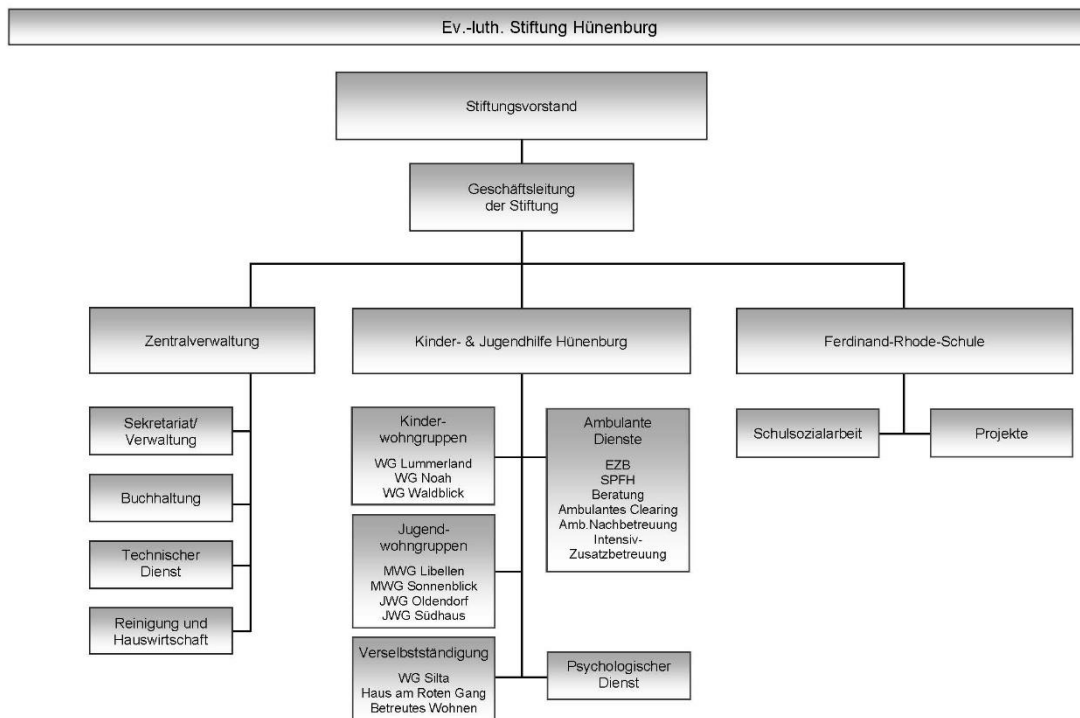 Ev.-luth. Stiftung Hünenburg
Stiftungsvorstand
Geschäftsleitung
der Stiftung
Zentralverwaltung
Kinder- & Jugendhilfe Hünenburg
Ferdinand-Rhode-Schule
Sekretariat/
Verwaltung
Buchhaltung
Technischer
Dienst
Reinigung und
Hauswirtschaft
Kinder-
wohngruppen
WG Lummerland
WG Noah
WG Waldblick
Jugend-
wohngruppen
MWG Libellen
MWG Sonnenblick
JWG Oldendorf
JWG Südhaus
Verselbstständigung
WG Silta
Haus am Roten Gang
Betreutes Wohnen
Ambulante
Dienste
EZB
SPFH
Beratung
Ambulantes Clearing
Amb.Nachbetreuung
Intensiv-
Zusatzbetreuung
Psychologischer
Dienst
Schulsozialarbeit
Projekte